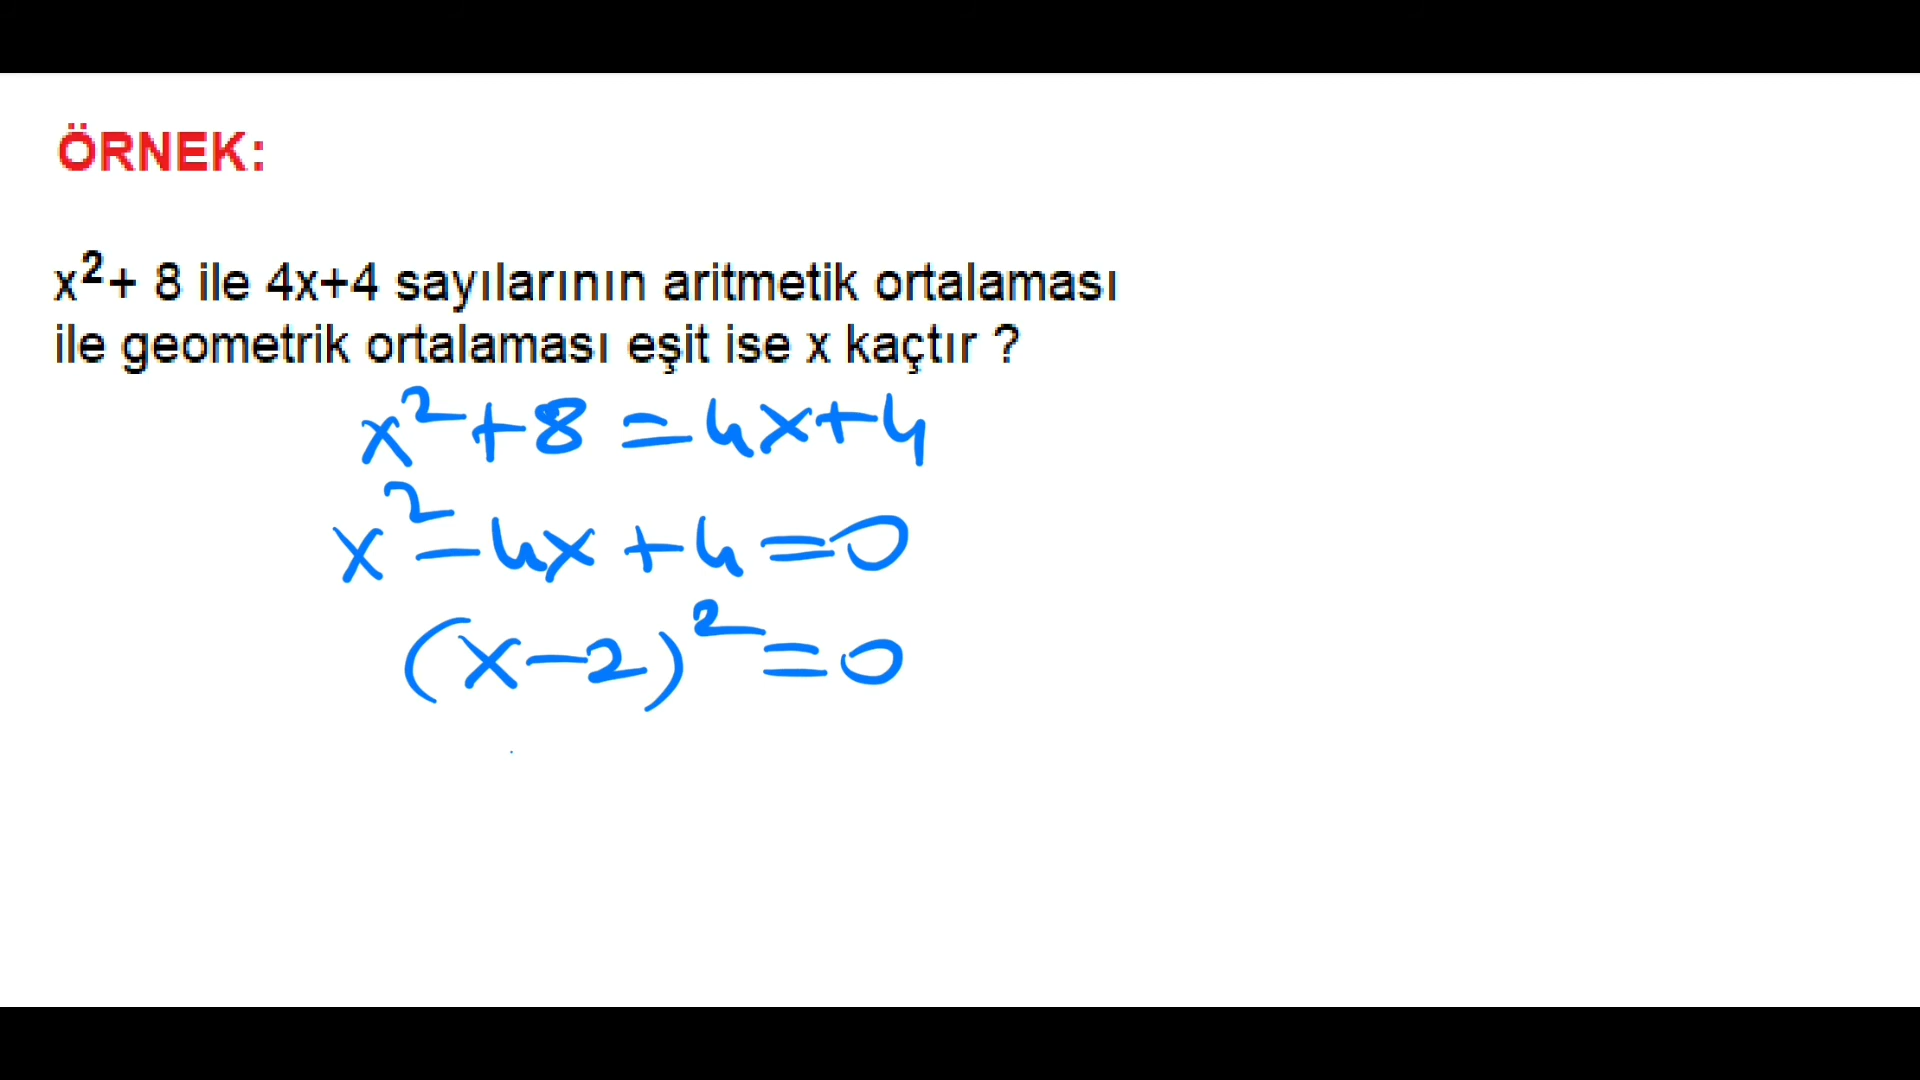 ÖRNEK:
x²+ 8 ile 4x+4 sayılarının aritmetik ortalaması
ile geometrik ortalaması eşit ise x kaçtır ?
x²+8=4x+4
x²-4x+4=0
(x-2)²=0